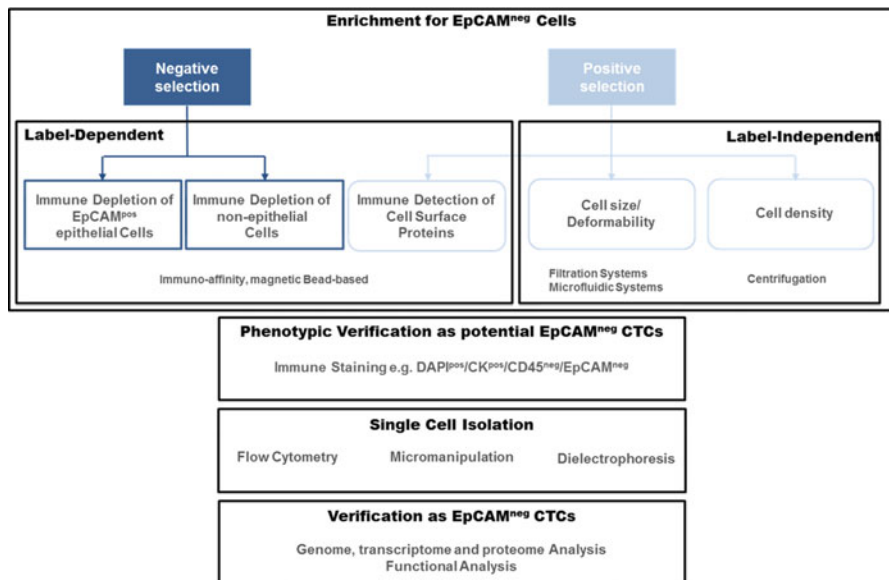 Enrichment for EpCAMⁿᵉᵍ Cells
Negative
selection
Positive
selection
Label-Dependent
Label-Independent
Immune Depletion of
EpCAMᵖᵒˢ
epithelial Cells
Immune Depletion of
non-epithelial
Cells
Immune Detection of
Cell Surface
Proteins
Cell size/
Deformability
Cell density
Immuno-affinity, magnetic Bead-based
Filtration Systems
Microfluidic Systems
Centrifugation
Phenotypic Verification as potential EpCAMⁿᵉᵍ CTCs
Immune Staining e.g. DAPIᵖᵒˢ/CKᵖᵒˢ/CD45ⁿᵉᵍ/EpCAMⁿᵉᵍ
Single Cell Isolation
Flow Cytometry
Micromanipulation
Dielectrophoresis
Verification as EpCAMⁿᵉᵍ CTCs
Genome, transcriptome and proteome Analysis
Functional Analysis